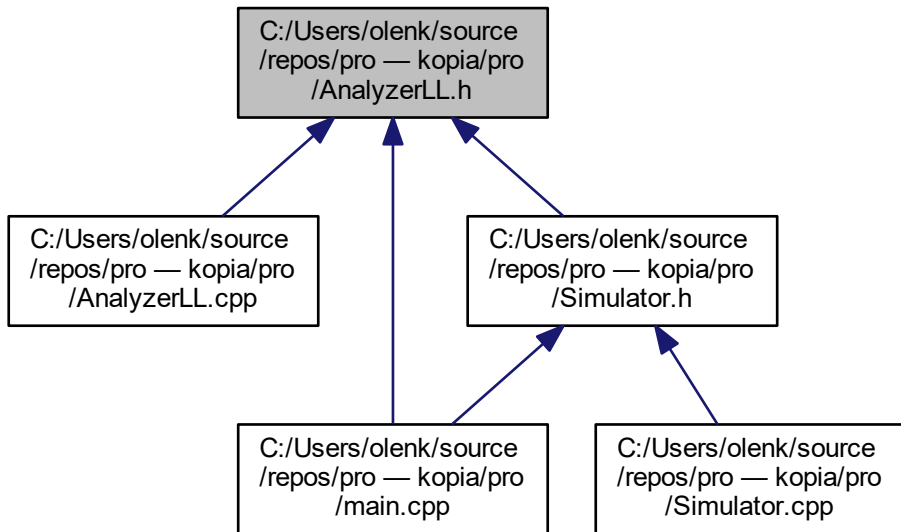 C:/Users/olenk/source
/repos/pro — kopia/pro
/AnalyzerLL.h
C:/Users/olenk/source
/repos/pro — kopia/pro
/AnalyzerLL.cpp
C:/Users/olenk/source
/repos/pro — kopia/pro
/Simulator.h
C:/Users/olenk/source
/repos/pro — kopia/pro
/main.cpp
C:/Users/olenk/source
/repos/pro — kopia/pro
/Simulator.cpp